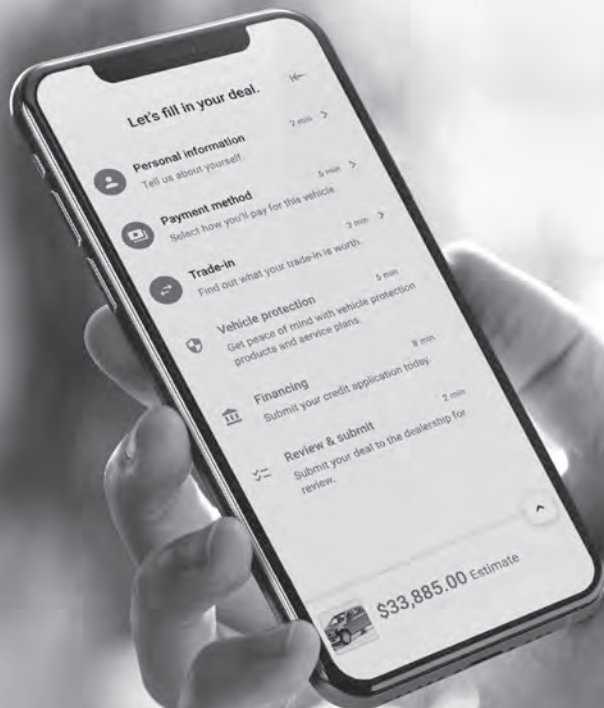 Let's fill in your deal.
Personal information
2 min
Tell us about yourself.
Payment method
5 min
Select how you'll pay for this vehicle.
Trade-in
3 min
Find out what your trade-in is worth.
Vehicle protection
5 min
Get peace of mind with vehicle protection
products and service plans.
Financing
8 min
Submit your credit application today.
Review & submit
2 min
Submit your deal to the dealership for
review.
$33,885.00 Estimate